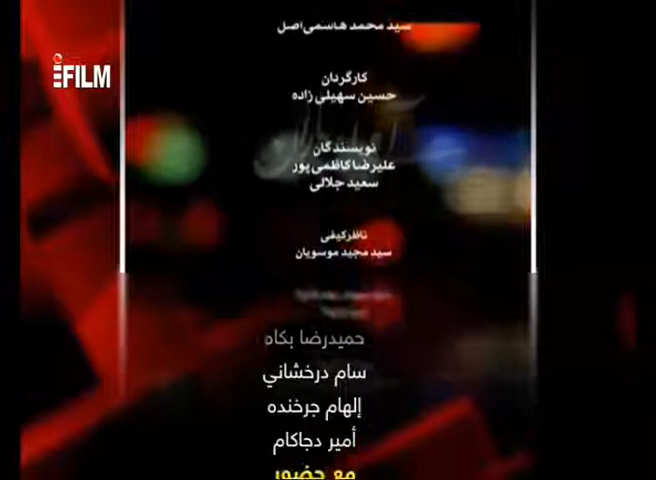 iFILM
سید محمد هاشمی اصل
کارگردان
حسین سهیلی زاده
نویسندگان
علیرضا کاظمی پور
سعید جلالی
ناظر کیفی
سید مجید موسویان
حمیدرضا بكاه
سام درخشاني
إلهام جرخنده
أمير دجاكام
مع حضور